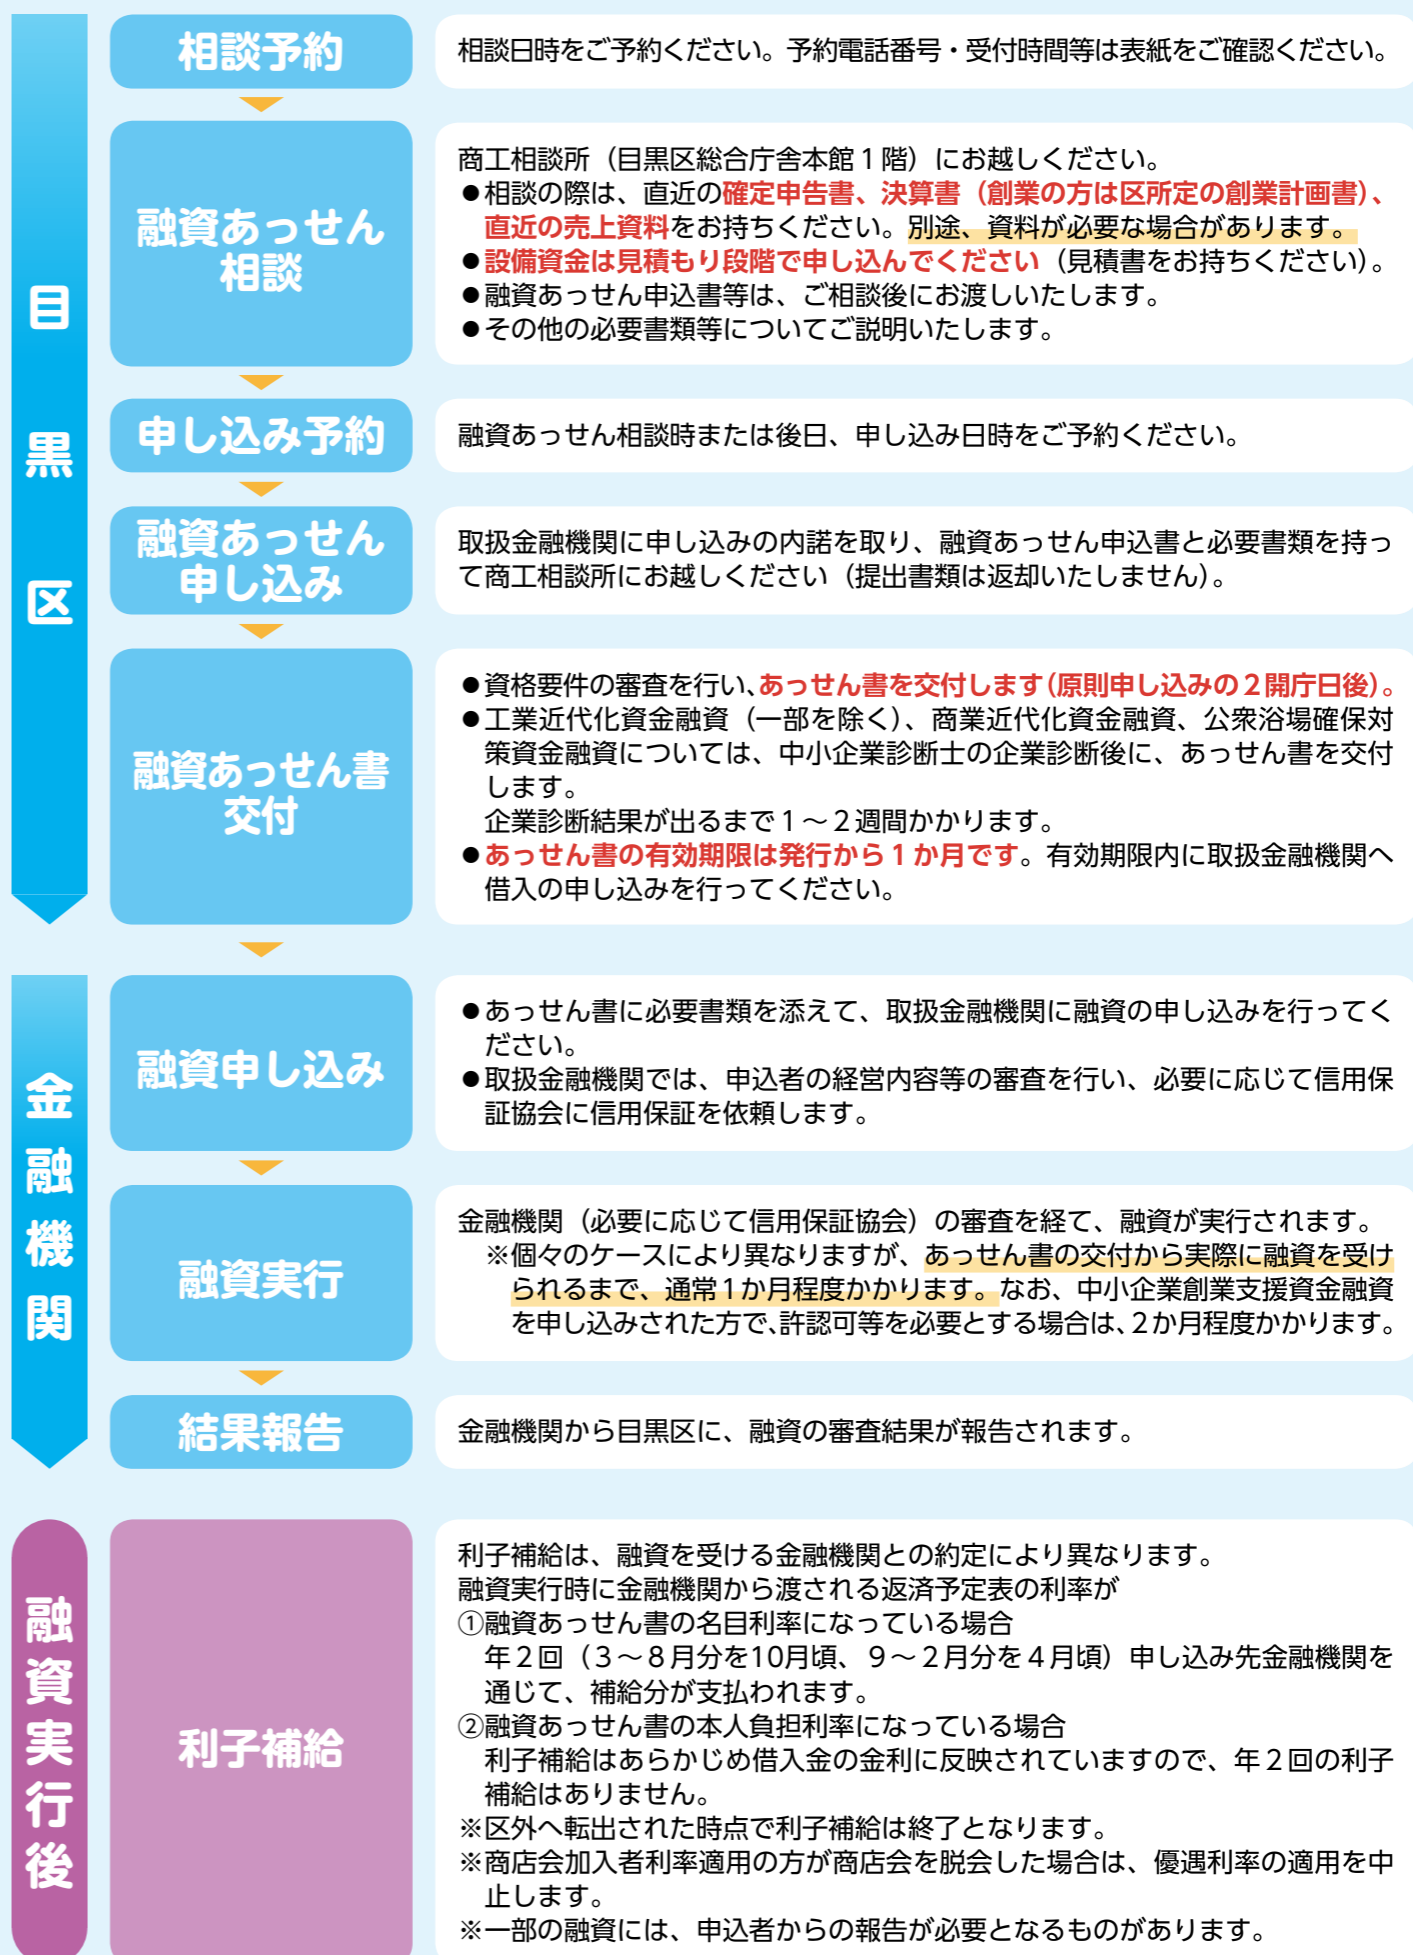 目黒区
相談予約
相談日時をご予約ください。予約電話番号・受付時間等は表紙をご確認ください。
融資あっせん
相談
商工相談所（目黒区総合庁舎本館１階）にお越しください。
●相談の際は、直近の確定申告書、決算書（創業の方は区所定の創業計画書）、
直近の売上資料をお持ちください。別途、資料が必要な場合があります。
●設備資金は見積もり段階で申し込んでください（見積書をお持ちください）。
●融資あっせん申込書等は、ご相談後にお渡しいたします。
●その他の必要書類等についてご説明いたします。
申し込み予約
融資あっせん相談時または後日、申し込み日時をご予約ください。
融資あっせん
申し込み
取扱金融機関に申し込みの内諾を取り、融資あっせん申込書と必要書類を持っ
て商工相談所にお越しください（提出書類は返却いたしません）。
融資あっせん書
交付
●資格要件の審査を行い、あっせん書を交付します（原則申し込みの２開庁日後）。
●工業近代化資金融資（一部を除く）、商業近代化資金融資、公衆浴場確保対
策資金融資については、中小企業診断士の企業診断後に、あっせん書を交付
します。
企業診断結果が出るまで１～２週間かかります。
●あっせん書の有効期限は発行から１か月です。有効期限内に取扱金融機関へ
借入の申し込みを行ってください。
金融機関
融資申し込み
●あっせん書に必要書類を添えて、取扱金融機関に融資の申し込みを行ってく
ださい。
●取扱金融機関では、申込者の経営内容等の審査を行い、必要に応じて信用保
証協会に信用保証を依頼します。
融資実行
金融機関（必要に応じて信用保証協会）の審査を経て、融資が実行されます。
※個々のケースにより異なりますが、あっせん書の交付から実際に融資を受け
られるまで、通常１か月程度かかります。なお、中小企業創業支援資金融資
を申し込みされた方で、許認可等を必要とする場合は、２か月程度かかります。
結果報告
金融機関から目黒区に、融資の審査結果が報告されます。
融資実行後
利子補給
利子補給は、融資を受ける金融機関との約定により異なります。
融資実行時に金融機関から渡される返済予定表の利率が
①融資あっせん書の名目利率になっている場合
年２回（３～８月分を10月頃、９～２月分を４月頃）申し込み先金融機関を
通じて、補給分が支払われます。
②融資あっせん書の本人負担利率になっている場合
利子補給はあらかじめ借入金の金利に反映されていますので、年２回の利子
補給はありません。
※区外へ転出された時点で利子補給は終了となります。
※商店会加入者利率適用の方が商店会を脱会した場合は、優遇利率の適用を中
止します。
※一部の融資には、申込者からの報告が必要となるものがあります。